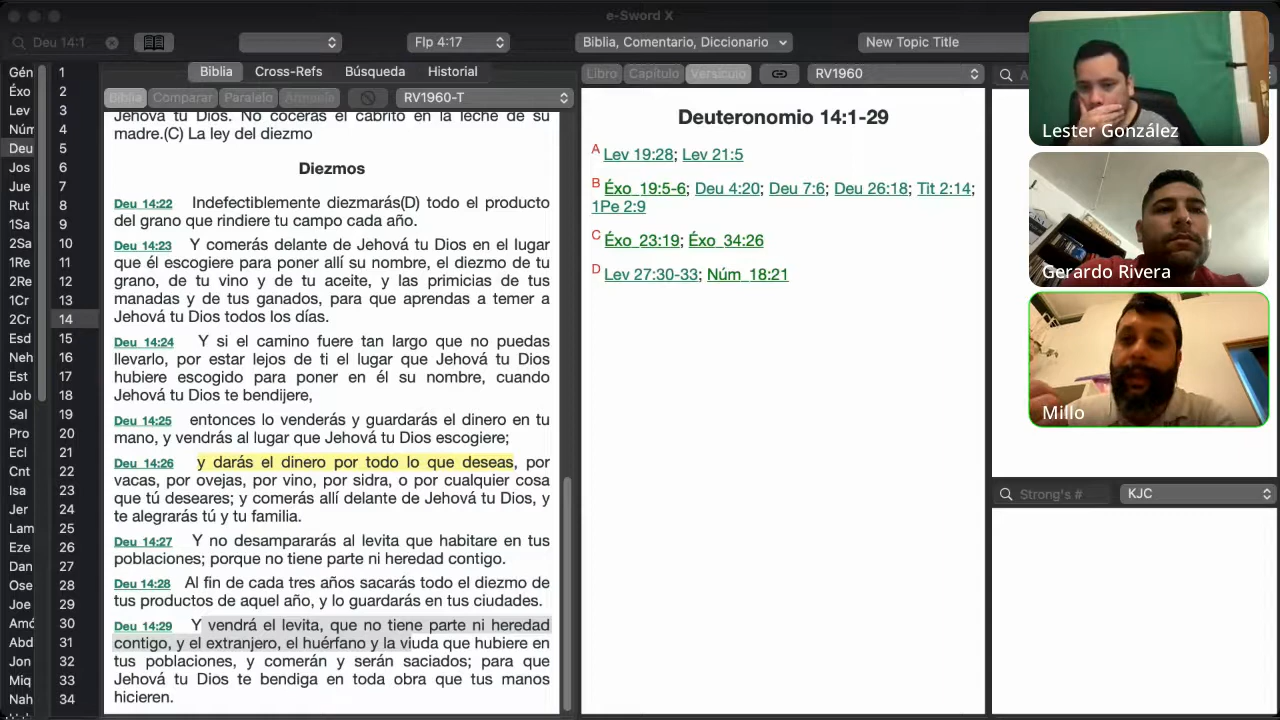 e-Sword X
Deu 14:1
Flp 4:17
Biblia, Comentario, Diccionario
New Topic Title
Biblia
Cross-Refs
Búsqueda
Historial
Biblia
Comparar
Paralelo
RV1960-T
Libro
Capítulo
Versículo
RV1960
Gén
Éxo
Lev
Núm
Deu
Jos
Jue
Rut
1Sa
2Sa
1Re
2Re
1Cr
2Cr
Esd
Neh
Est
Job
Sal
Pro
Ecl
Cnt
Isa
Jer
Lam
Eze
Dan
Ose
Joe
Amó
Abd
Jon
Miq
Nah
1
2
3
4
5
6
7
8
9
10
11
12
13
14
15
16
17
18
19
20
21
22
23
24
25
26
27
28
29
30
31
32
33
34
Jehová tu Dios. No cocerás el cabrito en la leche de su
madre.(C) La ley del diezmo
Diezmos
Deu 14:22 Indefectiblemente diezmarás(D) todo el producto
del grano que rindiere tu campo cada año.
Deu 14:23 Y comerás delante de Jehová tu Dios en el lugar
que él escogiere para poner allí su nombre, el diezmo de tu
grano, de tu vino y de tu aceite, y las primicias de tus
manadas y de tus ganados, para que aprendas a temer a
Jehová tu Dios todos los días.
Deu 14:24 Y si el camino fuere tan largo que no puedas
llevarlo, por estar lejos de ti el lugar que Jehová tu Dios
hubiere escogido para poner en él su nombre, cuando
Jehová tu Dios te bendijere,
Deu 14:25 entonces lo venderás y guardarás el dinero en tu
mano, y vendrás al lugar que Jehová tu Dios escogiere;
Deu 14:26 y darás el dinero por todo lo que deseas, por
vacas, por ovejas, por vino, por sidra, o por cualquier cosa
que tú deseares; y comerás allí delante de Jehová tu Dios, y
te alegrarás tú y tu familia.
Deu 14:27 Y no desampararás al levita que habitare en tus
poblaciones; porque no tiene parte ni heredad contigo.
Deu 14:28 Al fin de cada tres años sacarás todo el diezmo de
tus productos de aquel año, y lo guardarás en tus ciudades.
Deu 14:29 Y vendrá el levita, que no tiene parte ni heredad
contigo, y el extranjero, el huérfano y la viuda que hubiere en
tus poblaciones, y comerán y serán saciados; para que
Jehová tu Dios te bendiga en toda obra que tus manos
hicieren.
Deuteronomio 14:1-29
A Lev 19:28; Lev 21:5
B Éxo 19:5-6; Deu 4:20; Deu 7:6; Deu 26:18; Tit 2:14;
1Pe 2:9
C Éxo 23:19; Éxo 34:26
D Lev 27:30-33; Núm 18:21
Lester González
Gerardo Rivera
Millo
Strong's #
KJC